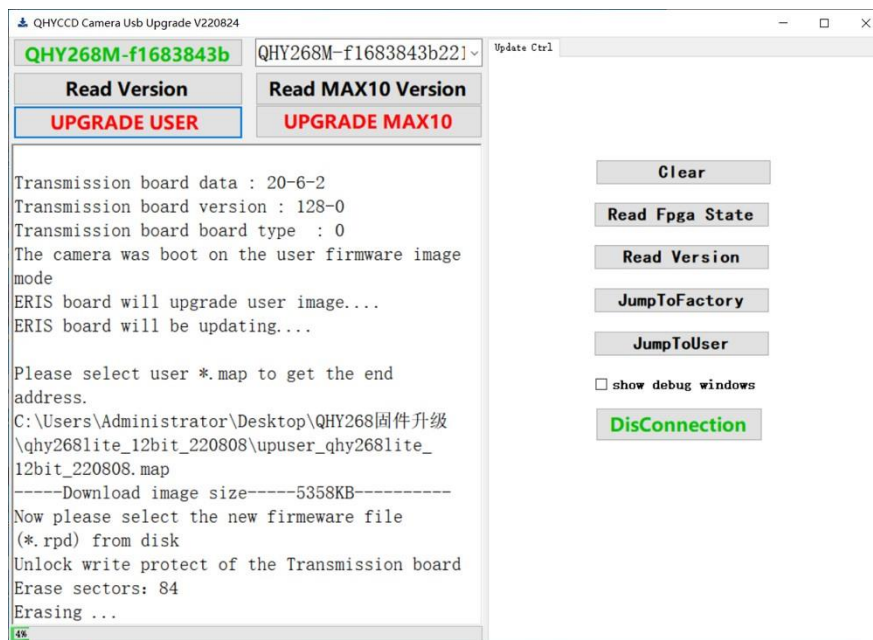 QHYCCD Camera Usb Upgrade V220824
QHY268M-f1683843b
QHY268M-f1683843b221
Update Ctrl
Read Version
Read MAX10 Version
UPGRADE USER
UPGRADE MAX10
Transmission board data : 20-6-2
Transmission board version : 128-0
Transmission board board type : 0
The camera was boot on the user firmware image
mode
ERIS board will upgrade user image....
ERIS board will be updating....
Please select user *.map to get the end
address.
C:\Users\Administrator\Desktop\QHY268固件升级
\qhy268lite_12bit_220808\upuser_qhy268lite_
12bit_220808.map
-----Download image size-----5358KB----------
Now please select the new firmeware file
(*.rpd) from disk
Unlock write protect of the Transmission board
Erase sectors: 84
Erasing ...
4%
Clear
Read Fpga State
Read Version
JumpToFactory
JumpToUser
show debug windows
DisConnection